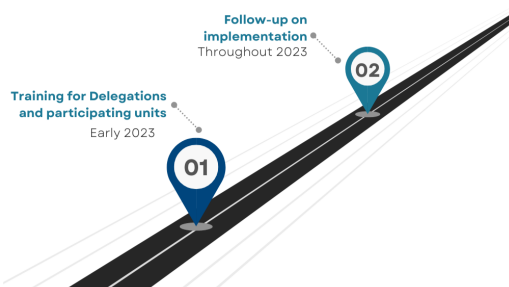 Follow-up on
implementation
Throughout 2023
02
Training for Delegations
and participating units
Early 2023
01